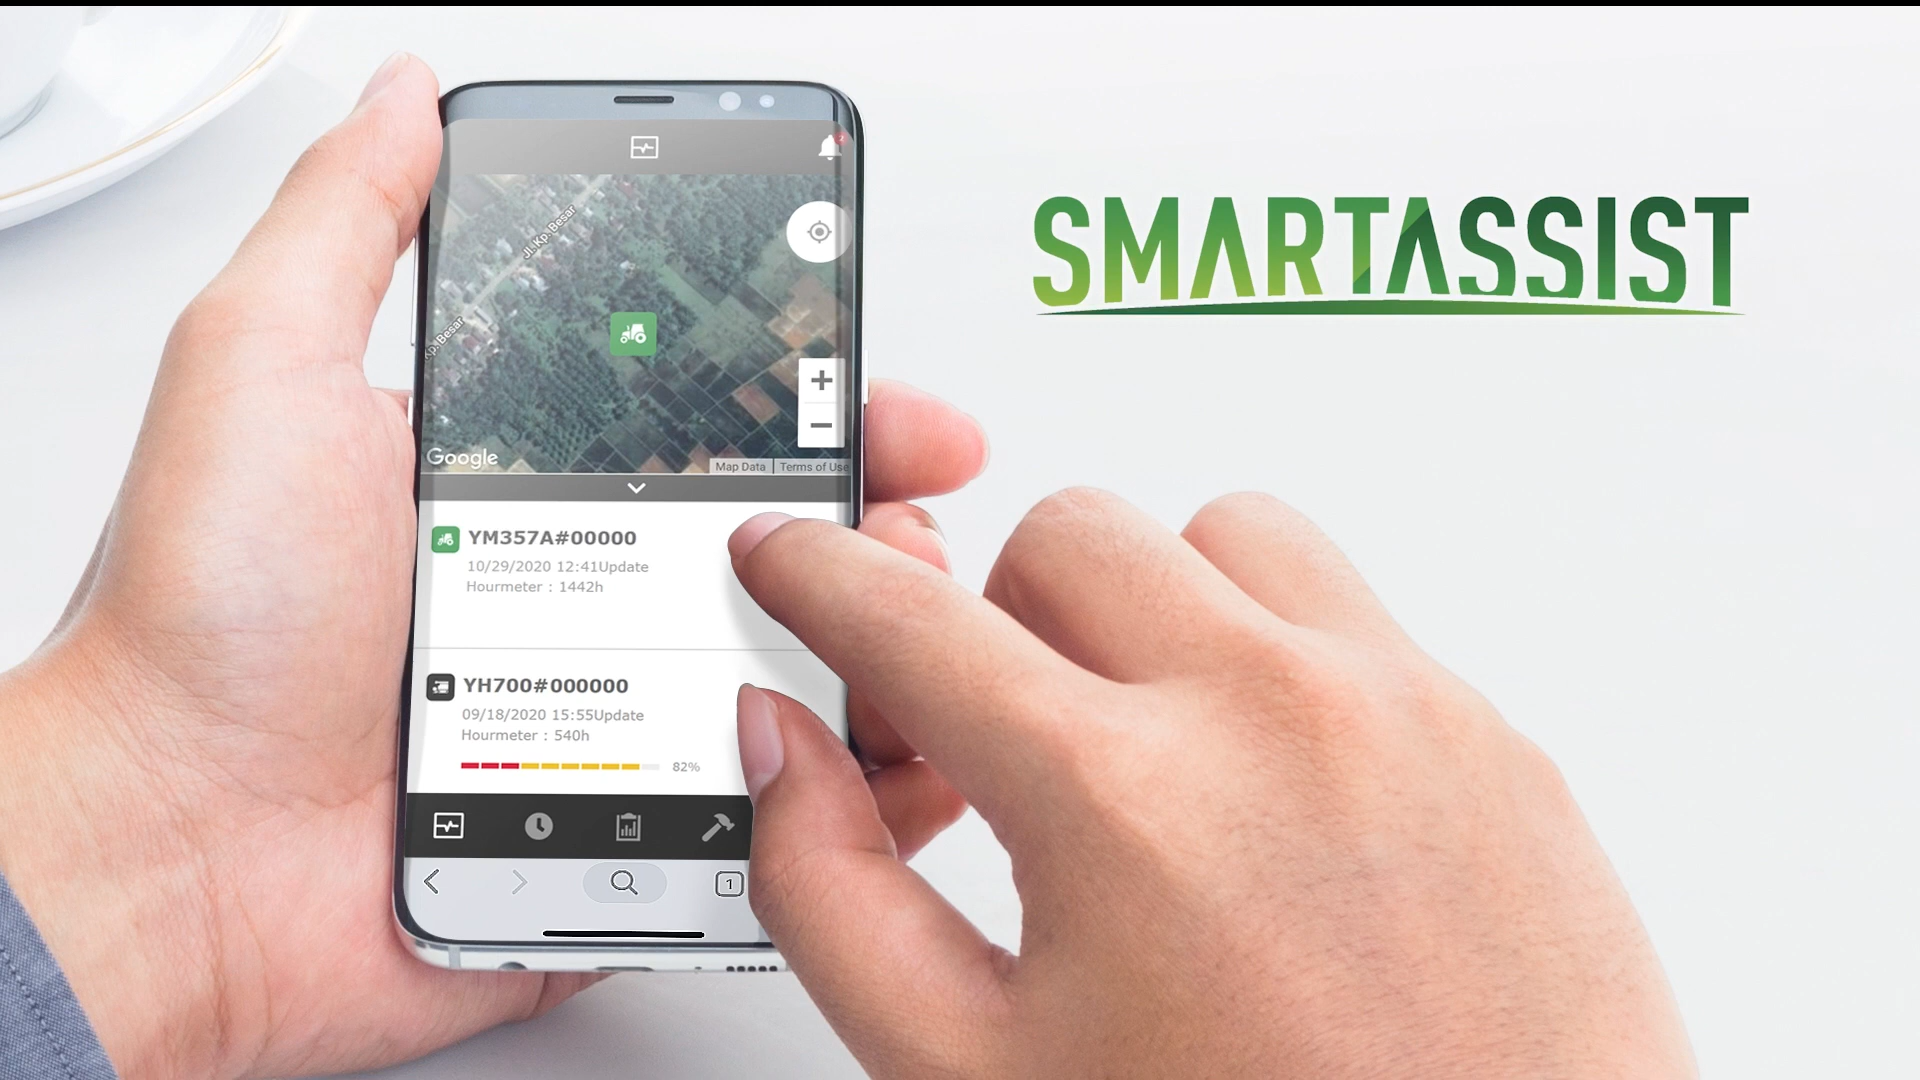 SMARTASSIST
2
Jl. Kp. Besar
Kp. Besar
Google
Map Data
Terms of Use
YM357A#00000
10/29/2020 12:41Update
Hourmeter : 1442h
YH700#000000
09/18/2020 15:55Update
Hourmeter : 540h
82%
1